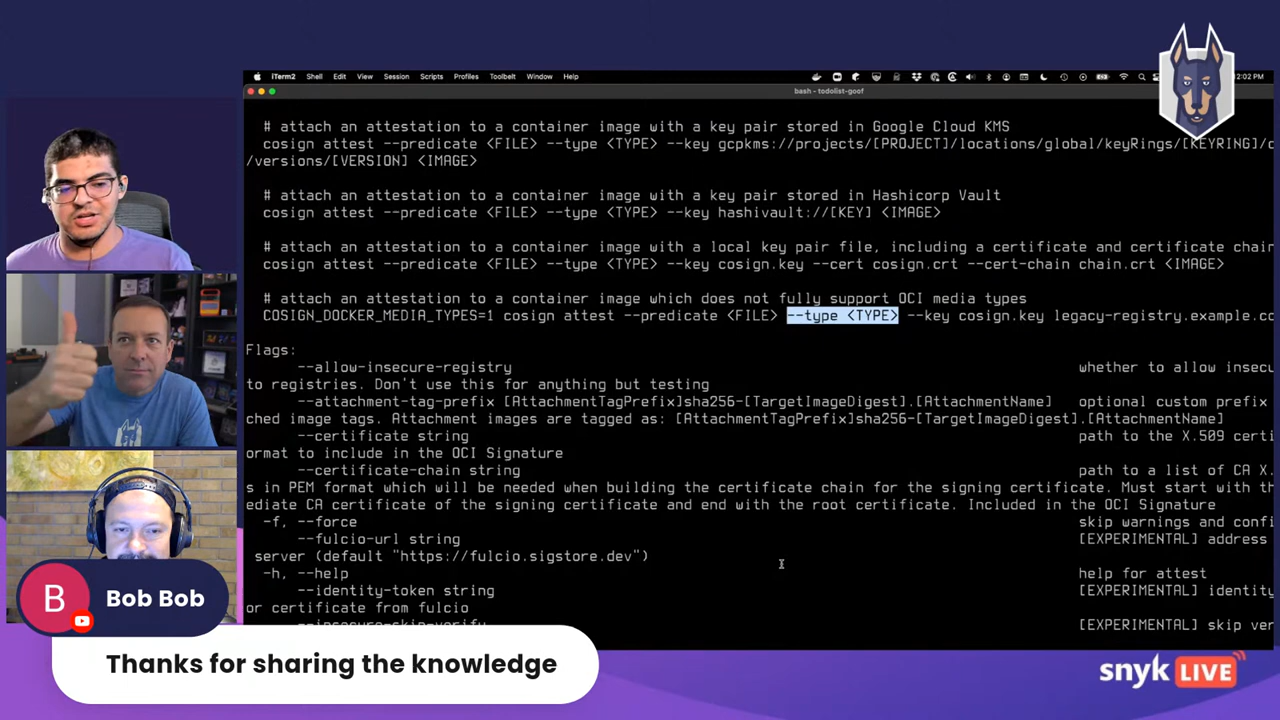 iTerm2 Shell Edit View Session Scripts Profiles Toolbelt Window Help
12:02 PM
bash - todolist-goof
# attach an attestation to a container image with a key pair stored in Google Cloud KMS
cosign attest --predicate <FILE> --type <TYPE> --key gcpkms://projects/[PROJECT]/locations/global/keyRings/[KEYRING]/c
/versions/[VERSION] <IMAGE>
# attach an attestation to a container image with a key pair stored in Hashicorp Vault
cosign attest --predicate <FILE> --type <TYPE> --key hashivault://[KEY] <IMAGE>
# attach an attestation to a container image with a local key pair file, including a certificate and certificate chain
cosign attest --predicate <FILE> --type <TYPE> --key cosign.key --cert cosign.crt --cert-chain chain.crt <IMAGE>
# attach an attestation to a container image which does not fully support OCI media types
COSIGN_DOCKER_MEDIA_TYPES=1 cosign attest --predicate <FILE> --type <TYPE> --key cosign.key legacy-registry.example.co
Flags:
--allow-insecure-registry whether to allow insecu
to registries. Don't use this for anything but testing
--attachment-tag-prefix [AttachmentTagPrefix]sha256-[TargetImageDigest].[AttachmentName] optional custom prefix
ched image tags. Attachment images are tagged as: [AttachmentTagPrefix]sha256-[TargetImageDigest].[AttachmentName]
--certificate string path to the X.509 certi
ormat to include in the OCI Signature
--certificate-chain string path to a list of CA X.
s in PEM format which will be needed when building the certificate chain for the signing certificate. Must start with th
ediate CA certificate of the signing certificate and end with the root certificate. Included in the OCI Signature
-f, --force skip warnings and confi
--fulcio-url string [EXPERIMENTAL] address
server (default "https://fulcio.sigstore.dev")
-h, --help help for attest
--identity-token string [EXPERIMENTAL] identity
or certificate from fulcio
--insecure-skip-verify [EXPERIMENTAL] skip ver
B
Bob Bob
Thanks for sharing the knowledge
snyk LIVE